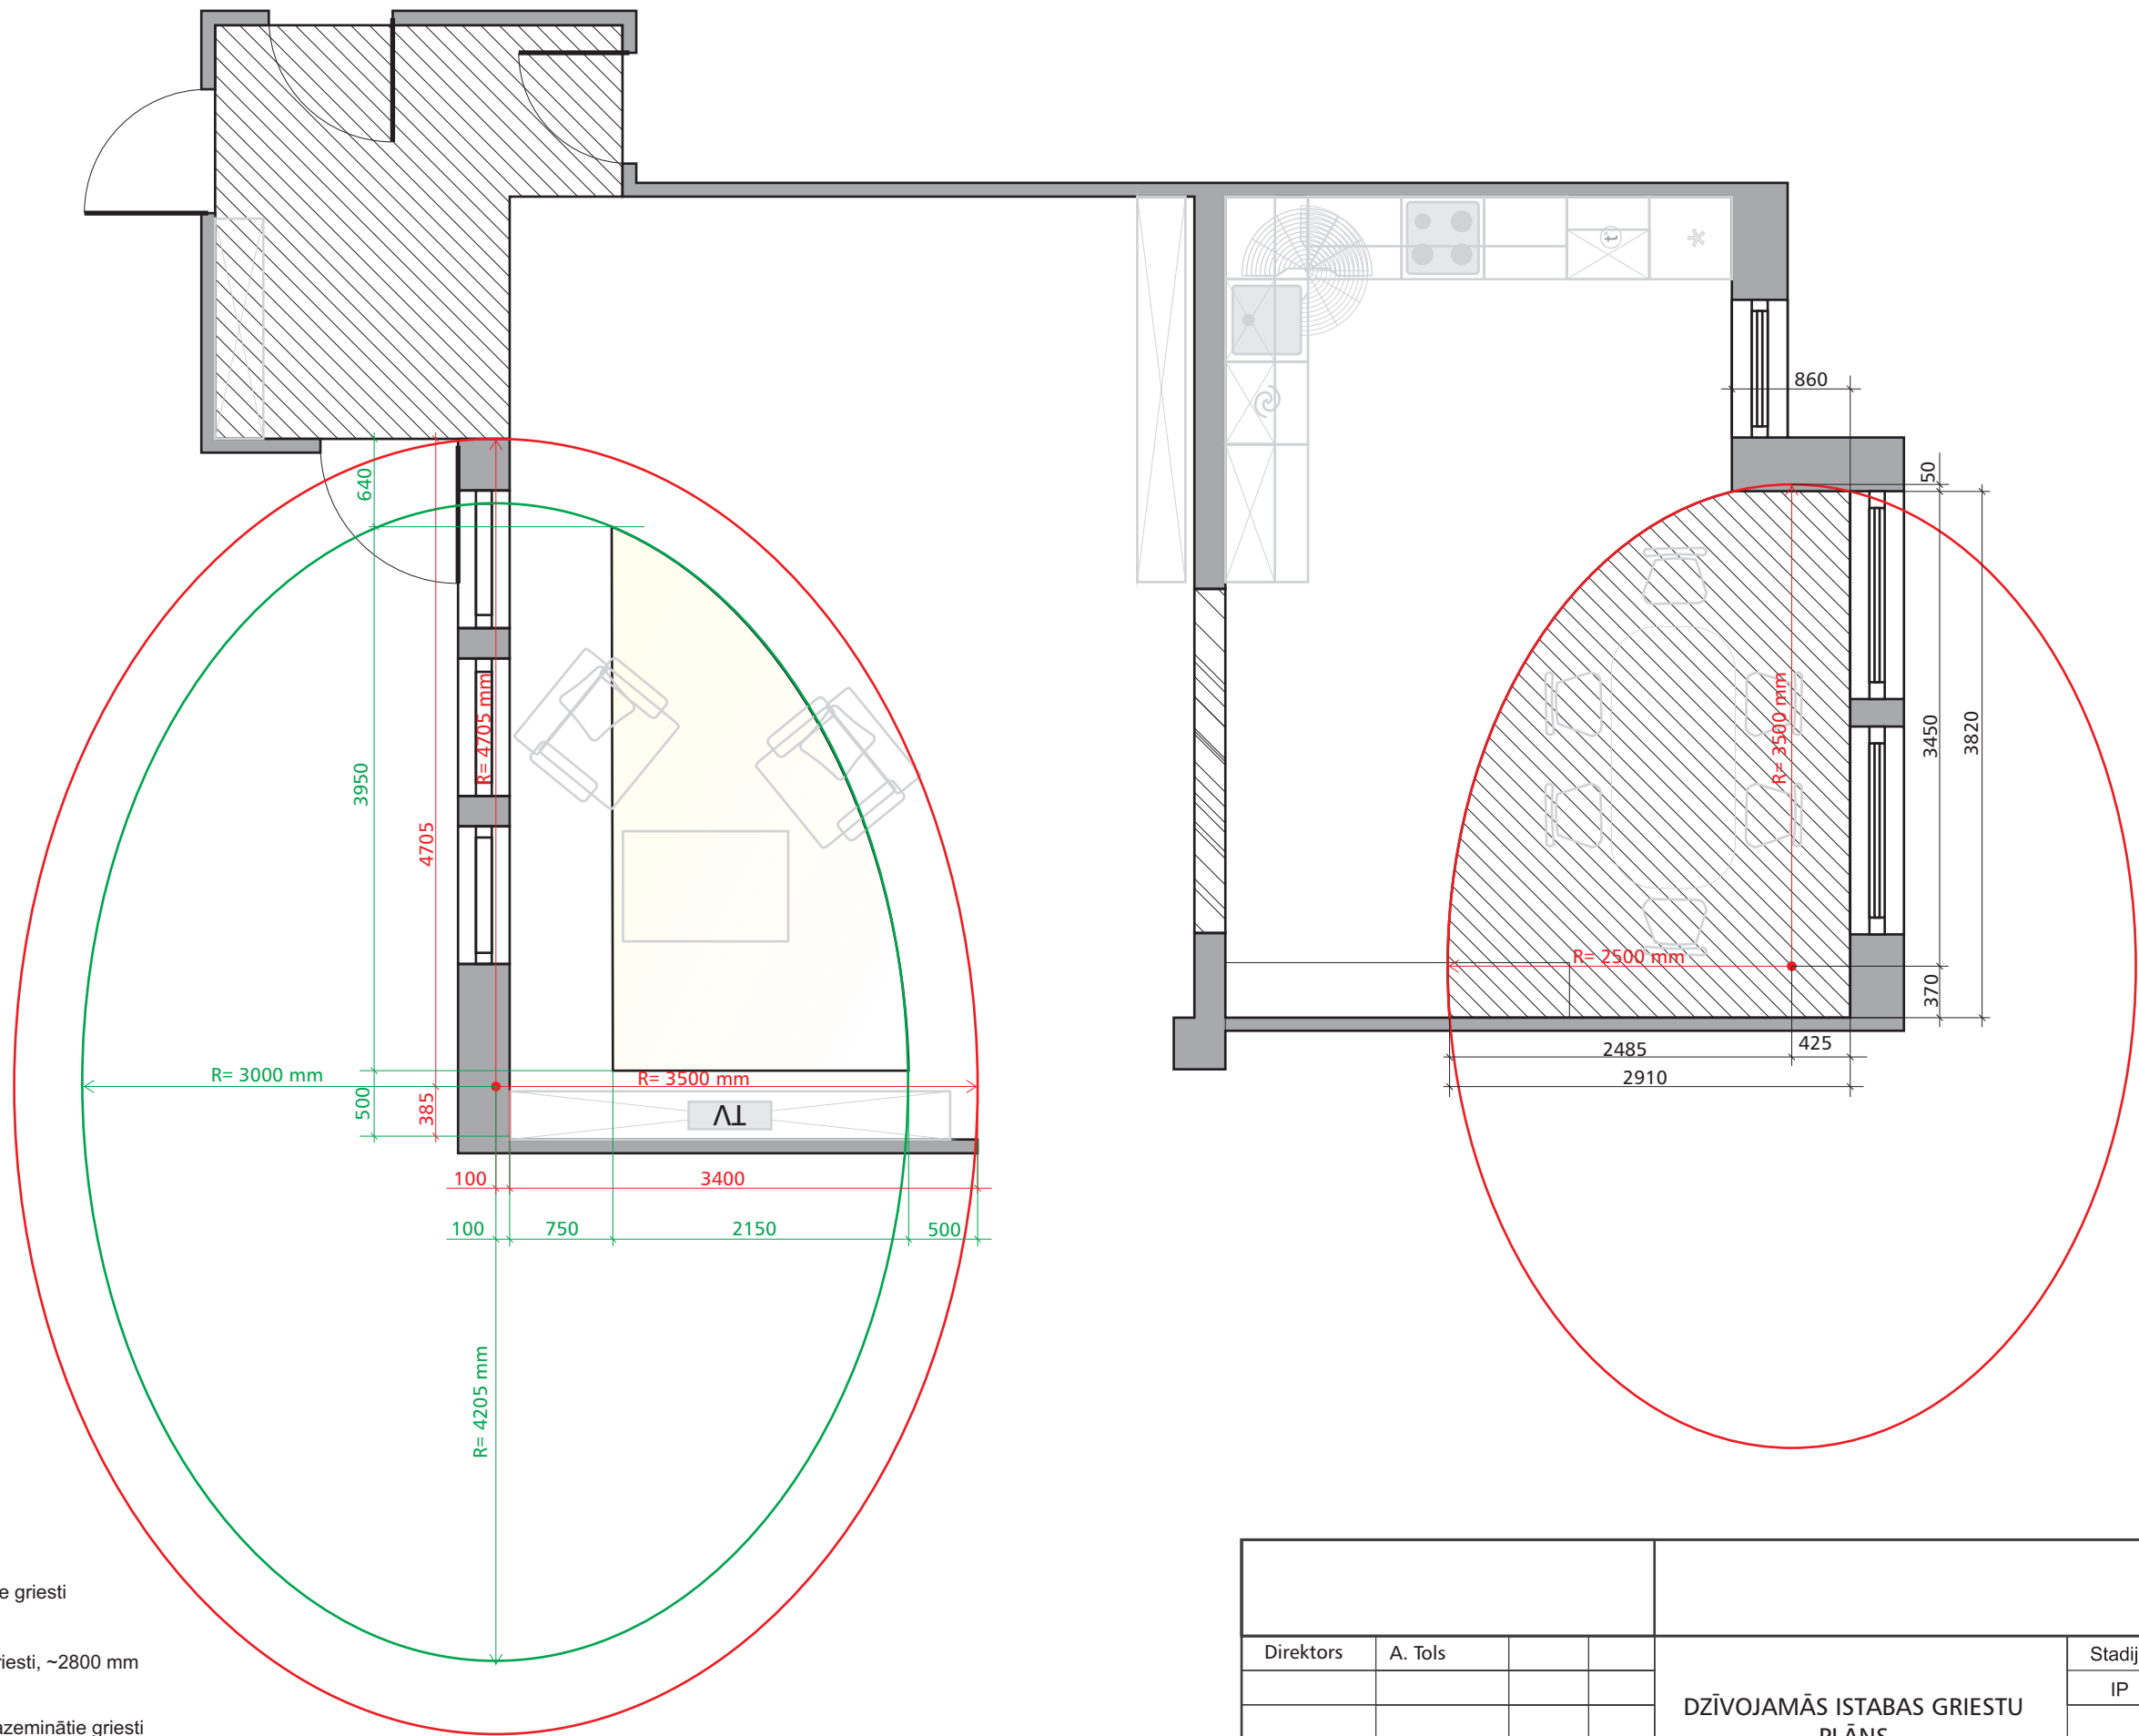 860
50
640
R= 4705 mm
R= 3500 mm
3450
3820
3950
4705
R= 2500 mm
370
2485
425
2910
R= 3000 mm
R= 3500 mm
500
385
TV
100
3400
100
750
2150
500
R= 4205 mm
e griesti
riesti, ~2800 mm
azeminātie griesti
Direktors
A. Tols
Stadij
IP
DZĪVOJAMĀS ISTABAS GRIESTU
PLĀNS